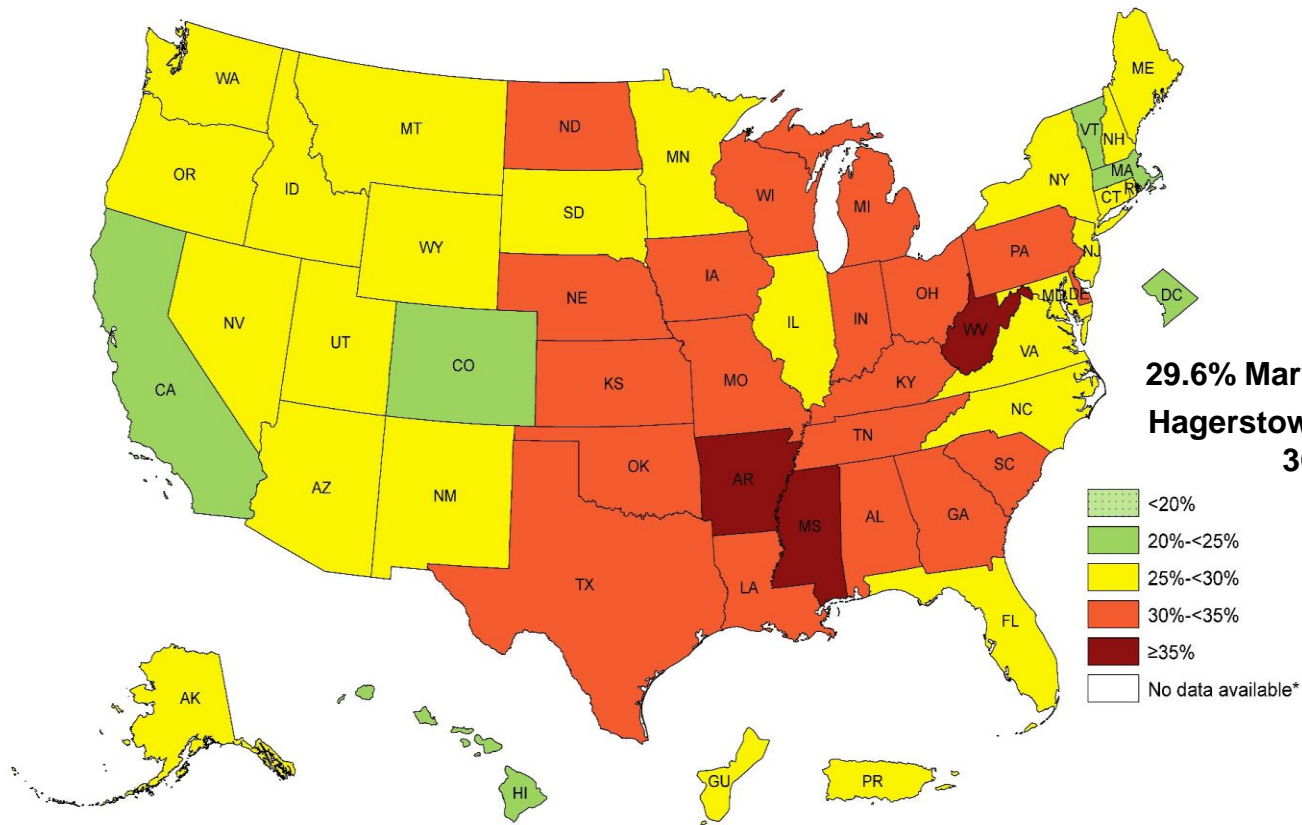 WA
MT
ND
MN
ME
VT
NH
OR
ID
SD
WI
MI
NY
MA
CT
R
WY
IA
PA
NJ
NE
OH
MD
DE
DC
NV
UT
IL
IN
WV
CA
CO
VA
KS
MO
KY
29.6% Mar
NC
Hagerstow
TN
3
AZ
NM
OK
AR
SC
MS
AL
GA
<20%
20%-<25%
TX
LA
25%-<30%
30%-<35%
FL
≥35%
No data available*
AK
GU
PR
HI